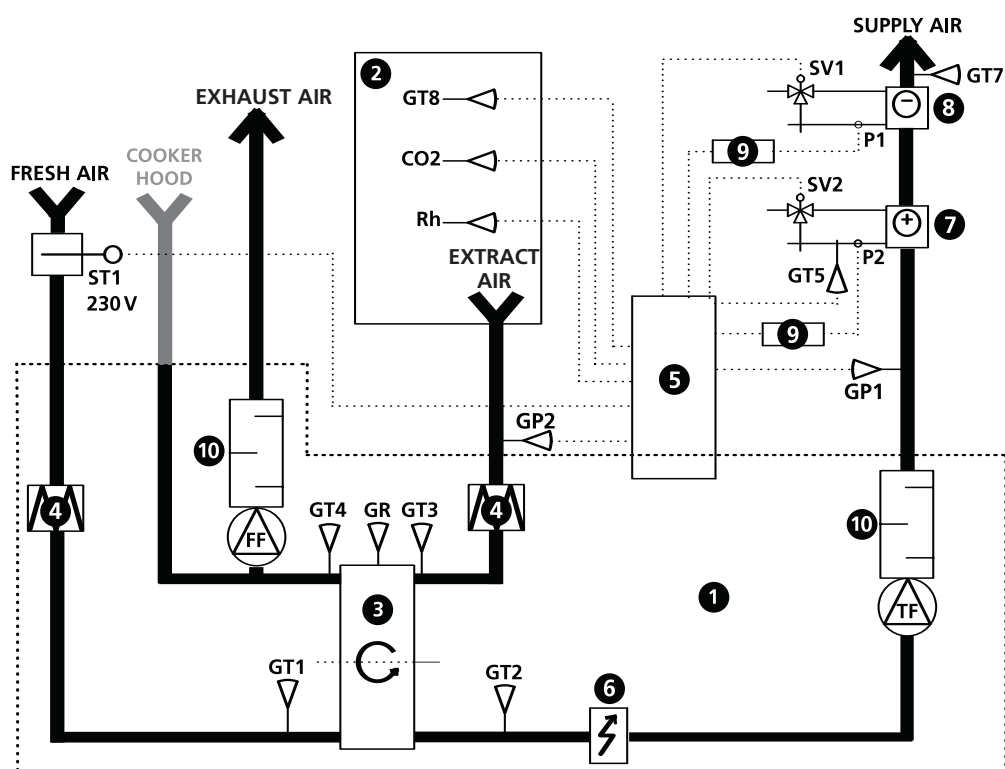 SUPPLY AIR
SV1
GT7
2
GT8
EXHAUST AIR
−
8
COOKER
HOOD
CO2
9
P1
FRESH AIR
SV2
Rh
+
7
EXTRACT
AIR
P2
ST1
230 V
GT5
9
5
GP1
GP2
10
4
4
GT4
GR
GT3
10
FF
3
1
TF
GT1
GT2
6